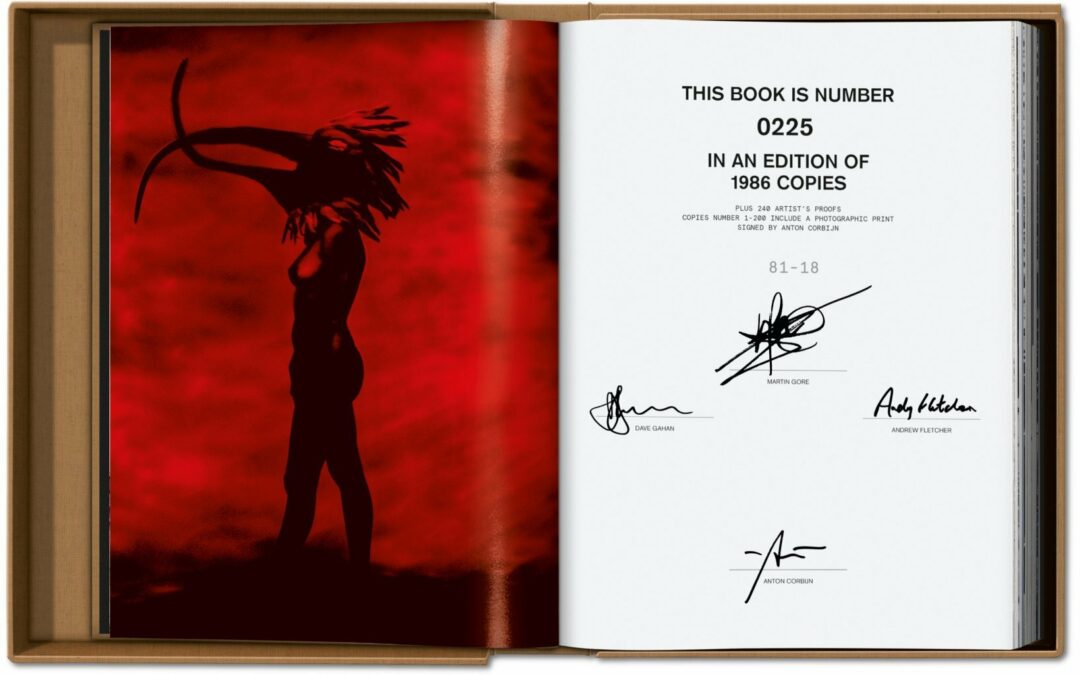 THIS BOOK IS NUMBER
0225
IN AN EDITION OF
1986 COPIES
PLUS 240 ARTIST'S PROOFS
COPIES NUMBER 1-200 INCLUDE A PHOTOGRAPHIC PRINT
SIGNED BY ANTON CORBIJN
81-18
MARTIN GORE
Andy Fletcher
DAVE GAHAN
ANDREW FLETCHER
ANTON CORBIJN